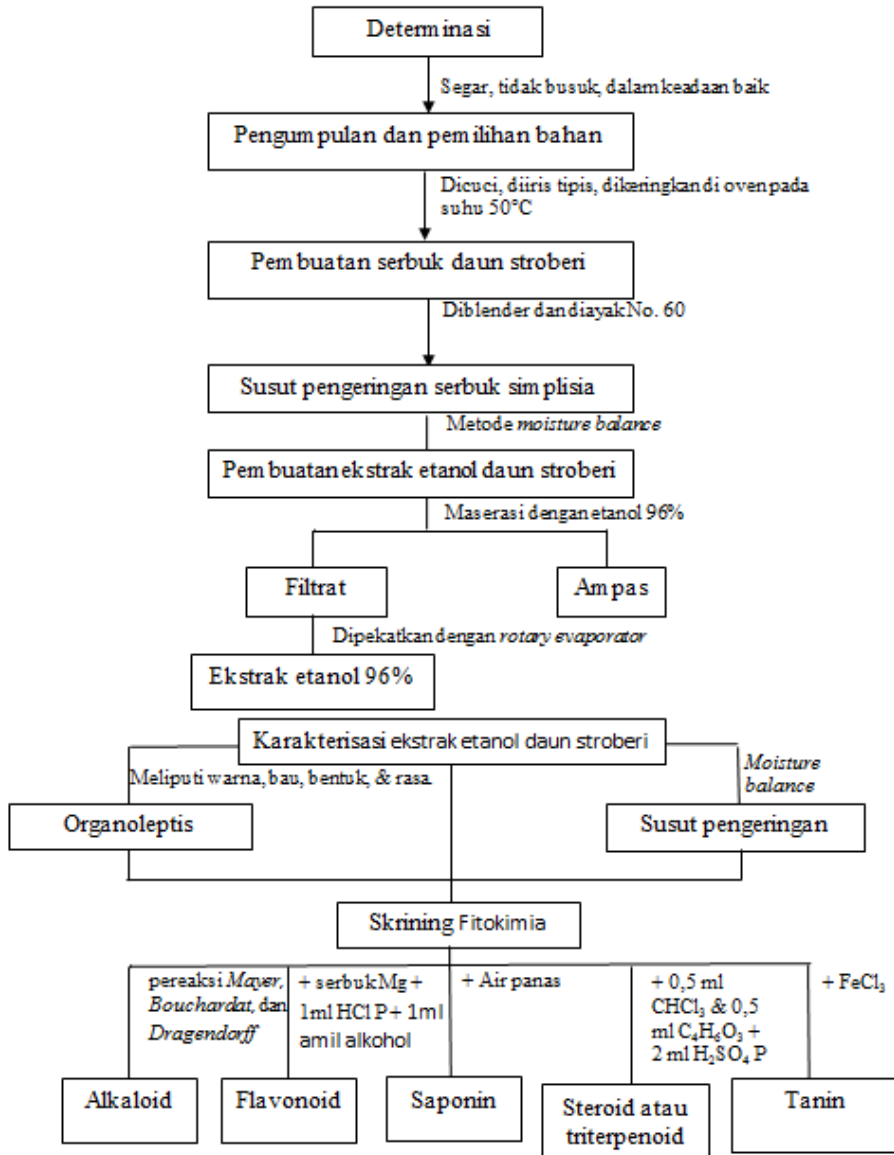 Determinasi
Segar, tidak busuk, dalam keadaan baik
Pengumpulan dan pemilihan bahan
Dicuci, diiris tipis, dikeringkan di oven pada
suhu 50°C
Pembuatan serbuk daun stroberi
Diblender dan diayak No. 60
Susut pengeringan serbuk simplisia
Metode moisture balance
Pembuatan ekstrak etanol daun stroberi
Maserasi dengan etanol 96%
Filtrat
Ampas
Dipekatkan dengan rotary evaporator
Ekstrak etanol 96%
Karakterisasi ekstrak etanol daun stroberi
Meliputi warna, bau, bentuk, & rasa.
Moisture
balance
Organoleptis
Susut pengeringan
Skrining Fitokimia
pereaksi Mayer,
Bouchardat, dan
Dragendorff
+ serbuk Mg +
1ml HCl P + 1ml
amil alkohol
+ Air panas
+ 0,5 ml
CHCl₃ & 0,5
ml C₄H₆O₃ +
2 ml H₂SO₄ P
+ FeCl₃
Alkaloid
Flavonoid
Saponin
Steroid atau
triterpenoid
Tanin